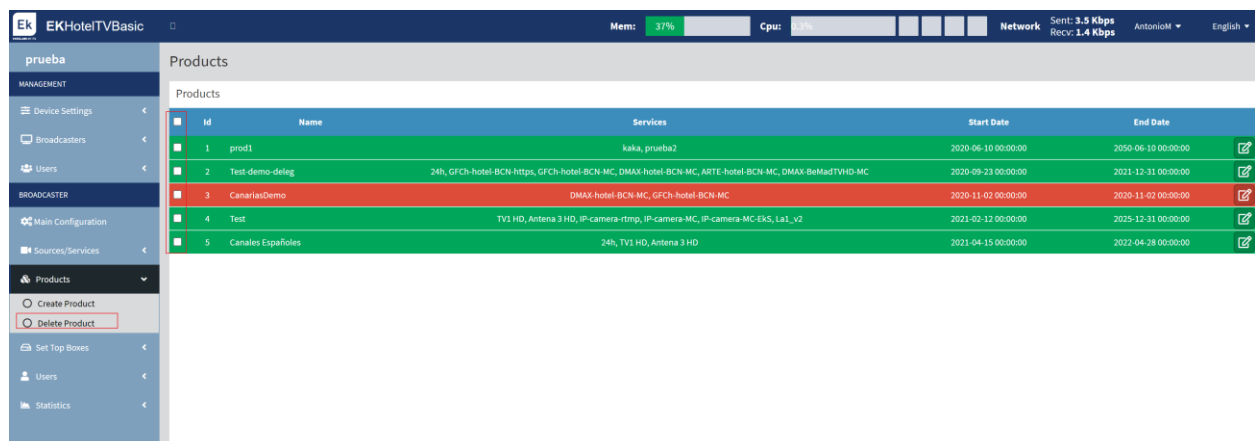 Ek EKHotelTVBasic Mem: 37% Cpu: 0.3% Network Sent: 3.5 Kbps Recv: 1.4 Kbps AntonioM English
prueba
Products
MANAGEMENT
Products
Device Settings
Id Name Services Start Date End Date
Broadcasters
1 prod1 kaka, prueba2 2020-06-10 00:00:00 2050-06-10 00:00:00
Users
2 Test-demo-deleg 24h, GFCh-hotel-BCN-https, GFCh-hotel-BCN-MC, DMAX-hotel-BCN-MC, ARTE-hotel-BCN-MC, DMAX-BeMadTVHD-MC 2020-09-23 00:00:00 2021-12-31 00:00:00
BROADCASTER
3 CanariasDemo DMAX-hotel-BCN-MC, GFCh-hotel-BCN-MC 2020-11-02 00:00:00 2020-11-02 00:00:00
Main Configuration
4 Test TV1 HD, Antena 3 HD, IP-camera-rtmp, IP-camera-MC, IP-camera-MC-EkS, La1_v2 2021-02-12 00:00:00 2025-12-31 00:00:00
Sources/Services
5 Canales Españoles 24h, TV1 HD, Antena 3 HD 2021-04-15 00:00:00 2022-04-28 00:00:00
Products
Create Product
Delete Product
Set Top Boxes
Users
Statistics